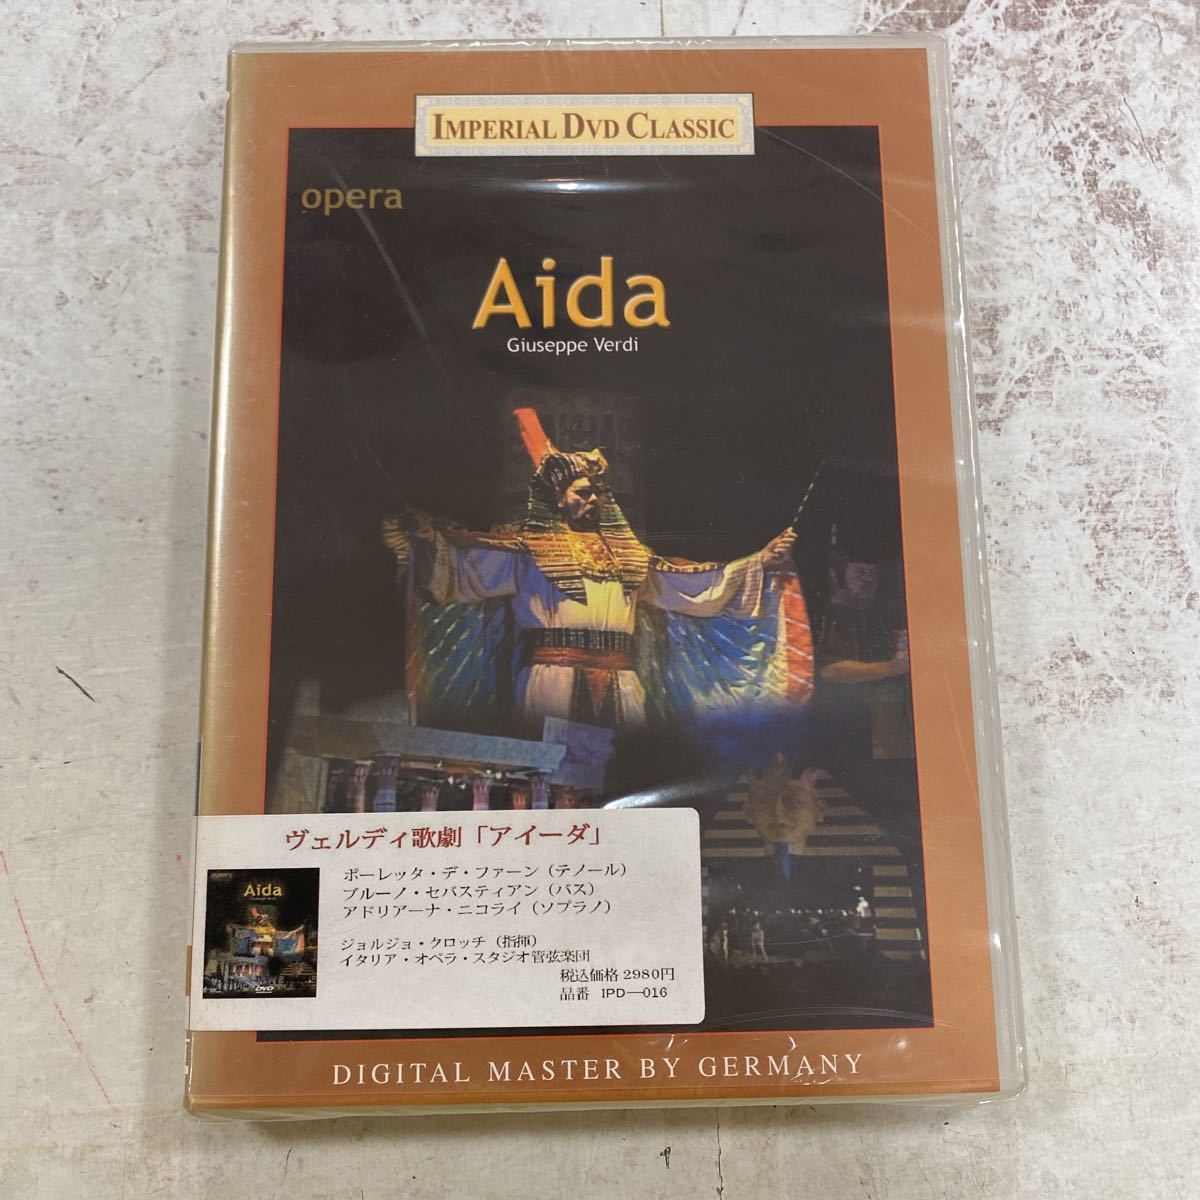 IMPERIAL DVD CLASSIC
opera
Aida
Giuseppe Verdi
ヴェルディ歌劇「アイーダ」
ポーレッタ・デ・ファーン（テノール）
ブルーノ・セバスティアン（バス）
アドリアーナ・ニコライ（ソプラノ）
ジョルジョ・クロッチ（指揮）
イタリア・オペラ・スタジオ管弦楽団
税込価格 2980円
品番 IPD―016
opera
Aida
DVD
DIGITAL MASTER BY GERMANY